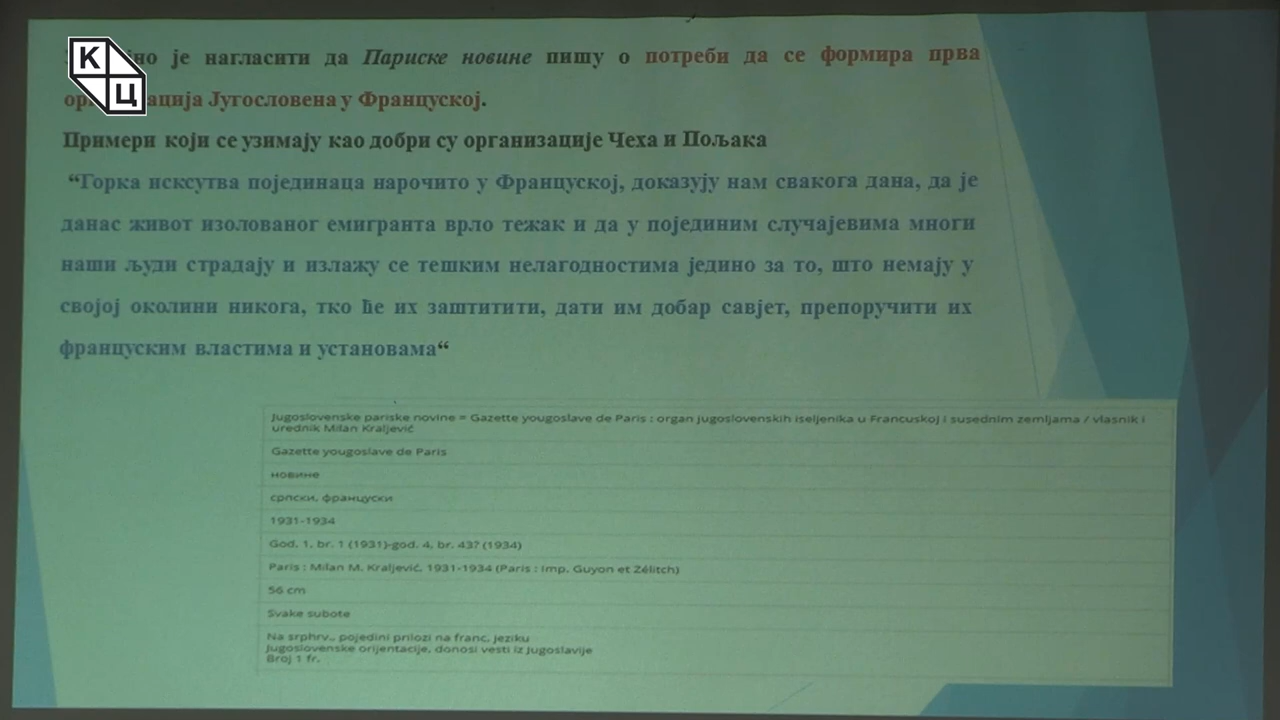 К
Ц
но је нагласити да Париске новине пишу о потреби да се формира прва
ација Југословена у Француској.
Примери који се узимају као добри су организације Чеха и Пољака
“Горка исксутва појединаца нарочито у Француској, доказују нам свакога дана, да је
данас живот изолованог емигранта врло тежак и да у појединим случајевима многи
наши људи страдају и излажу се тешким нелагодностима једино за то, што немају у
својој околини никога, тко ће их заштитити, дати им добар савјет, препоручити их
француским властима и установама“
Jugoslovenske pariske novine = Gazette yougoslave de Paris : organ jugoslovenskih iseljenika u Francuskoj i susednim zemljama / vlasnik i
urednik Milan Kraljević
Gazette yougoslave de Paris
новине
српски, француски
1931-1934
God. 1, br. 1 (1931)-god. 4, br. 43? (1934)
Paris : Milan M. Kraljević, 1931-1934 (Paris : Imp. Guyon et Zélitch)
56 cm
Svake subote
Na srphrv., pojedini prilozi na franc. jeziku
Jugoslovenske orijentacije, donosi vesti iz Jugoslavije
Broj 1 fr.